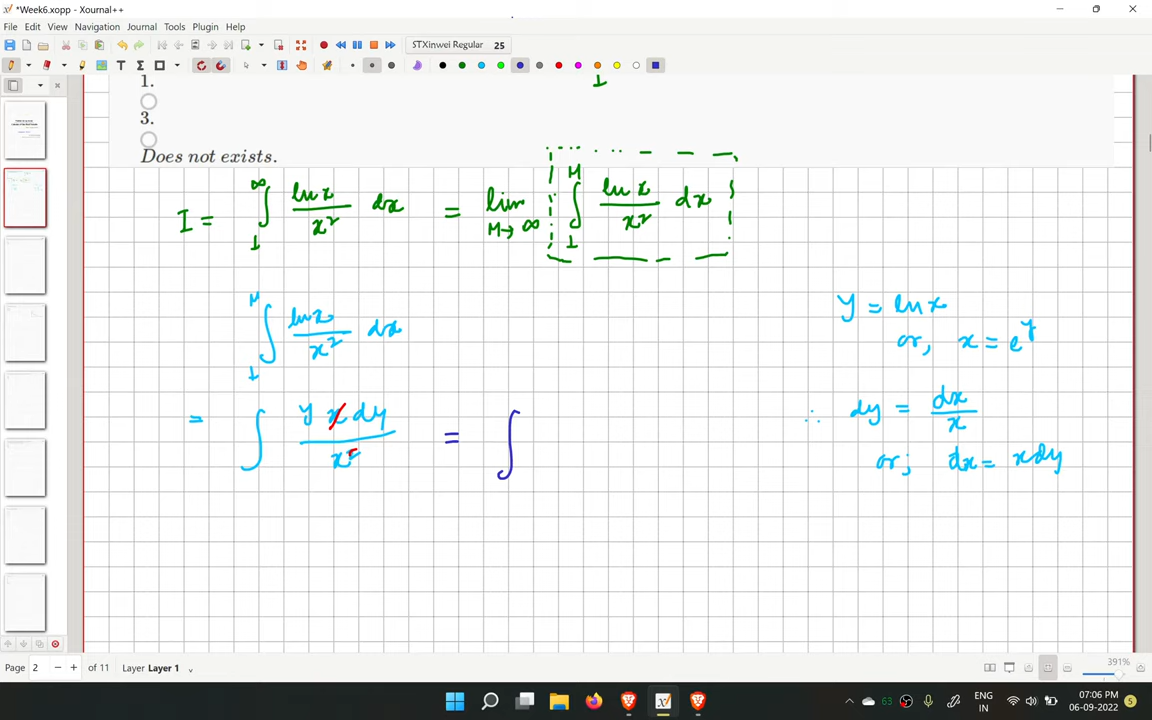 *Week6.xopp - Xournal++
File Edit View Navigation Journal Tools Plugin Help
STXinwei Regular 25
1.
1
3.
Does not exists.
I = ∫₁^∞ ln x / x² dx = lim M→∞ ∫₁^M ln x / x² dx
∫₁^M ln x / x² dx
y = ln x
or, x = e^y
= ∫ y x dy / x² = ∫
∴ dy = dx / x
or; dx = x dy
Page 2 of 11 Layer Layer 1
391%
63 ENG IN 07:06 PM 06-09-2022 5